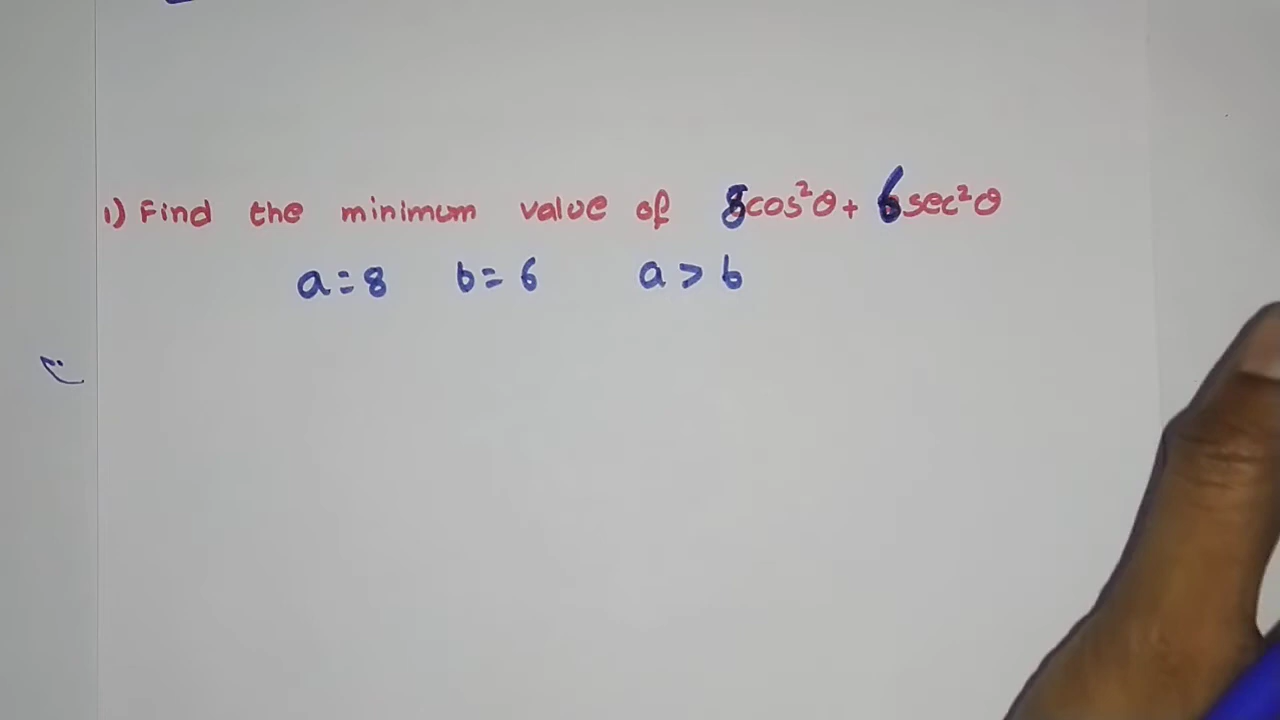 1) Find the minimum value of 8cos²θ + 6sec²θ
a = 8 b = 6 a > b